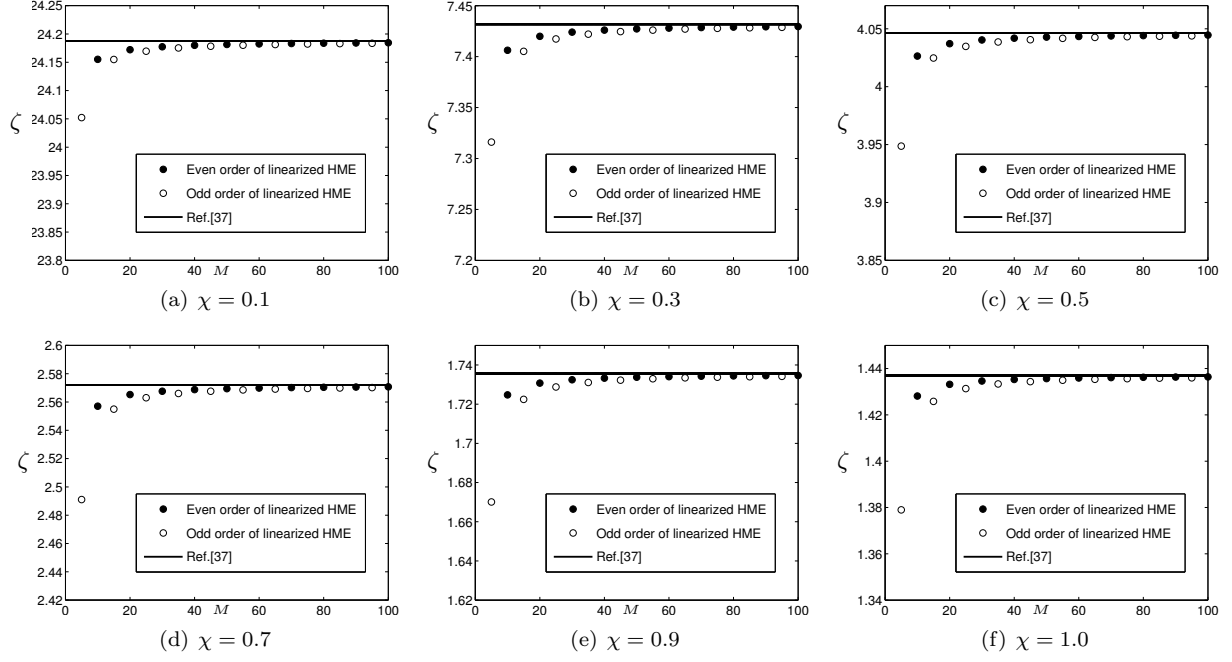 24.25
24.2
24.15
24.1
24.05
24
23.95
23.9
23.85
23.8
ζ
Even order of linearized HME
Odd order of linearized HME
Ref.[37]
0 20 40 M 60 80 100
(a) χ = 0.1
7.45
7.4
7.35
7.3
7.25
7.2
ζ
Even order of linearized HME
Odd order of linearized HME
Ref.[37]
0 20 40 M 60 80 100
(b) χ = 0.3
4.05
4
3.95
3.9
3.85
ζ
Even order of linearized HME
Odd order of linearized HME
Ref.[37]
0 20 40 M 60 80 100
(c) χ = 0.5
2.6
2.58
2.56
2.54
2.52
2.5
2.48
2.46
2.44
2.42
ζ
Even order of linearized HME
Odd order of linearized HME
Ref.[37]
0 20 40 M 60 80 100
(d) χ = 0.7
1.74
1.72
1.7
1.68
1.66
1.64
1.62
ζ
Even order of linearized HME
Odd order of linearized HME
Ref.[37]
0 20 40 M 60 80 100
(e) χ = 0.9
1.44
1.42
1.4
1.38
1.36
1.34
ζ
Even order of linearized HME
Odd order of linearized HME
Ref.[37]
0 20 40 M 60 80 100
(f) χ = 1.0